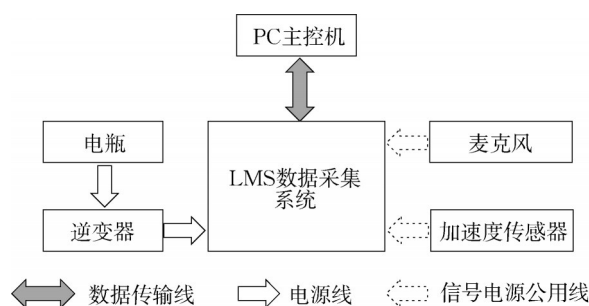 PC主控机
电瓶
LMS数据采集
系统
麦克风
逆变器
加速度传感器
数据传输线
电源线
信号电源公用线